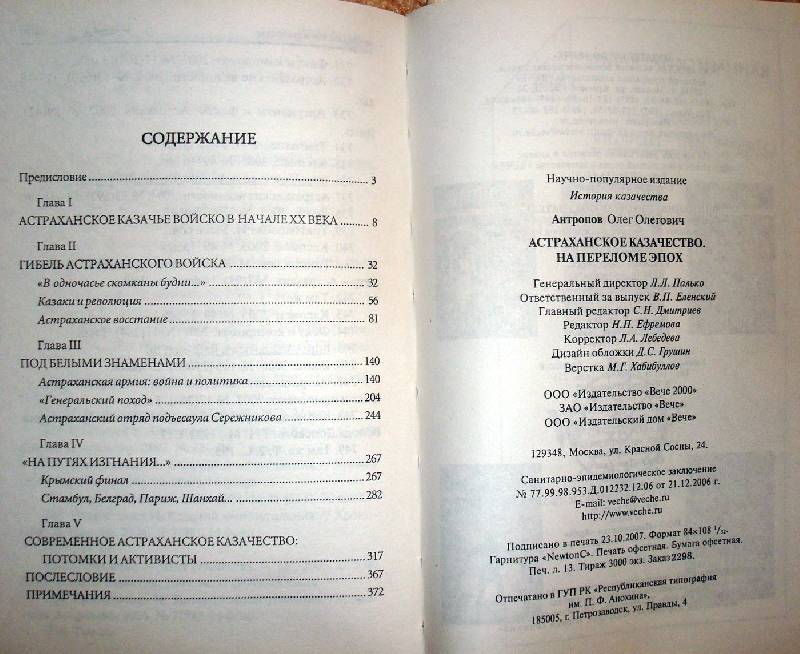 СОДЕРЖАНИЕ
Предисловие 3
Глава I
АСТРАХАНСКОЕ КАЗАЧЬЕ ВОЙСКО В НАЧАЛЕ XX ВЕКА 8
Глава II
ГИБЕЛЬ АСТРАХАНСКОГО ВОЙСКА 32
«В одночасье скомканы будни...» 32
Казаки и революция 56
Астраханское восстание 81
Глава III
ПОД БЕЛЫМИ ЗНАМЕНАМИ 140
Астраханская армия: война и политика 140
«Генеральский поход» 204
Астраханский отряд подъесаула Сережникова 244
Глава IV
«НА ПУТЯХ ИЗГНАНИЯ...» 267
Крымский финал 267
Стамбул, Белград, Париж, Шанхай... 282
Глава V
СОВРЕМЕННОЕ АСТРАХАНСКОЕ КАЗАЧЕСТВО:
ПОТОМКИ И АКТИВИСТЫ 317
ПОСЛЕСЛОВИЕ 367
ПРИМЕЧАНИЯ 372
Научно-популярное издание
История казачества
Антропов Олег Олегович
АСТРАХАНСКОЕ КАЗАЧЕСТВО.
НА ПЕРЕЛОМЕ ЭПОХ
Генеральный директор Л.Л. Палько
Ответственный за выпуск В.П. Еленский
Главный редактор С.Н. Дмитриев
Редактор Н.П. Ефремова
Корректор Л.А. Лебедева
Дизайн обложки Д.С. Грушин
Верстка М.Г. Хабибуллов
ООО «Издательство «Вече 2000»
ЗАО «Издательство «Вече»
ООО «Издательский дом «Вече»
129348, Москва, ул. Красной Сосны, 24.
Санитарно-эпидемиологическое заключение
№ 77.99.98.953.Д.012232.12.06 от 21.12.2006 г.
E-mail: veche@veche.ru
http://www.veche.ru
Подписано в печать 23.10.2007. Формат 84×108 1/32.
Гарнитура «NewtonC». Печать офсетная. Бумага офсетная.
Печ. л. 13. Тираж 3000 экз. Заказ 2298.
Отпечатано в ГУП РК «Республиканская типография
им. П. Ф. Анохина».
185005, г. Петрозаводск, ул. Правды, 4